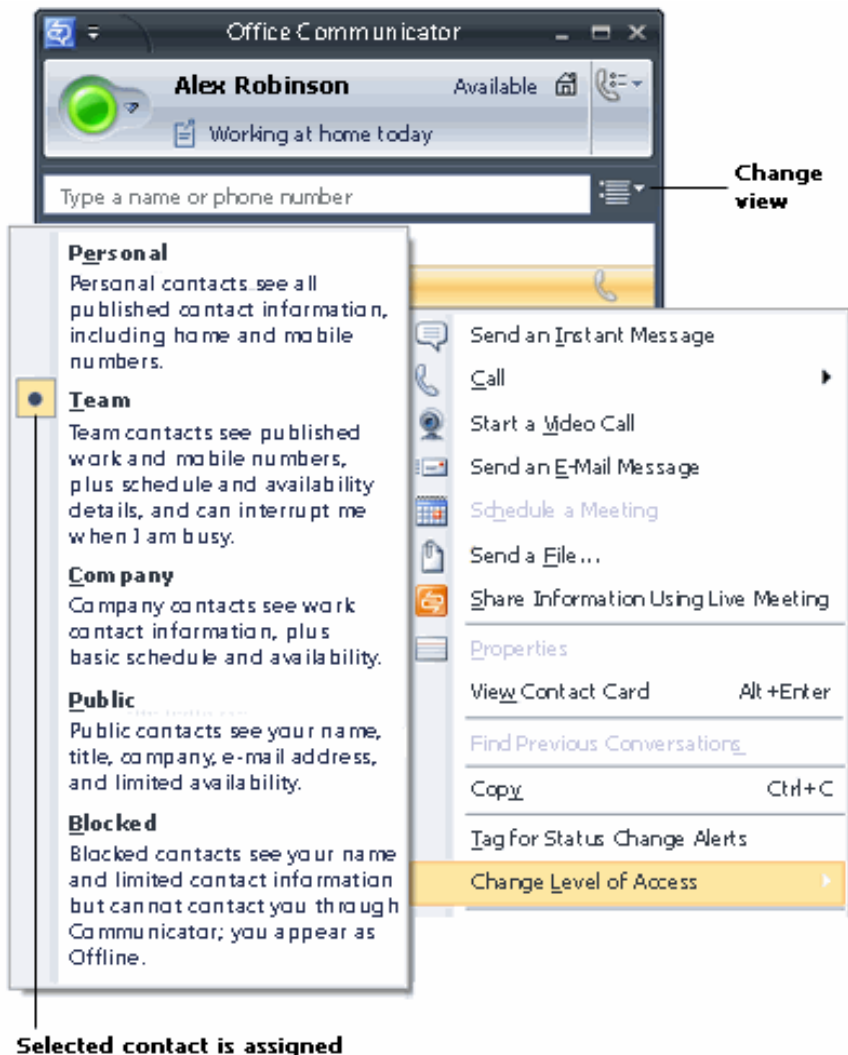 Office Communicator
Alex Robinson
Available
Working at home today
Type a name or phone number
Change
view
Personal
Personal contacts see all
published contact information,
including home and mobile
numbers.
Team
Team contacts see published
work and mobile numbers,
plus schedule and availability
details, and can interrupt me
when I am busy.
Company
Company contacts see work
contact information, plus
basic schedule and availability.
Public
Public contacts see your name,
title, company, e-mail address,
and limited availability.
Blocked
Blocked contacts see your name
and limited contact information
but cannot contact you through
Communicator; you appear as
Offline.
Send an Instant Message
Call
Start a Video Call
Send an E-Mail Message
Schedule a Meeting
Send a File...
Share Information Using Live Meeting
Properties
View Contact Card Alt+Enter
Find Previous Conversations
Copy Ctrl+C
Tag for Status Change Alerts
Change Level of Access
Selected contact is assigned